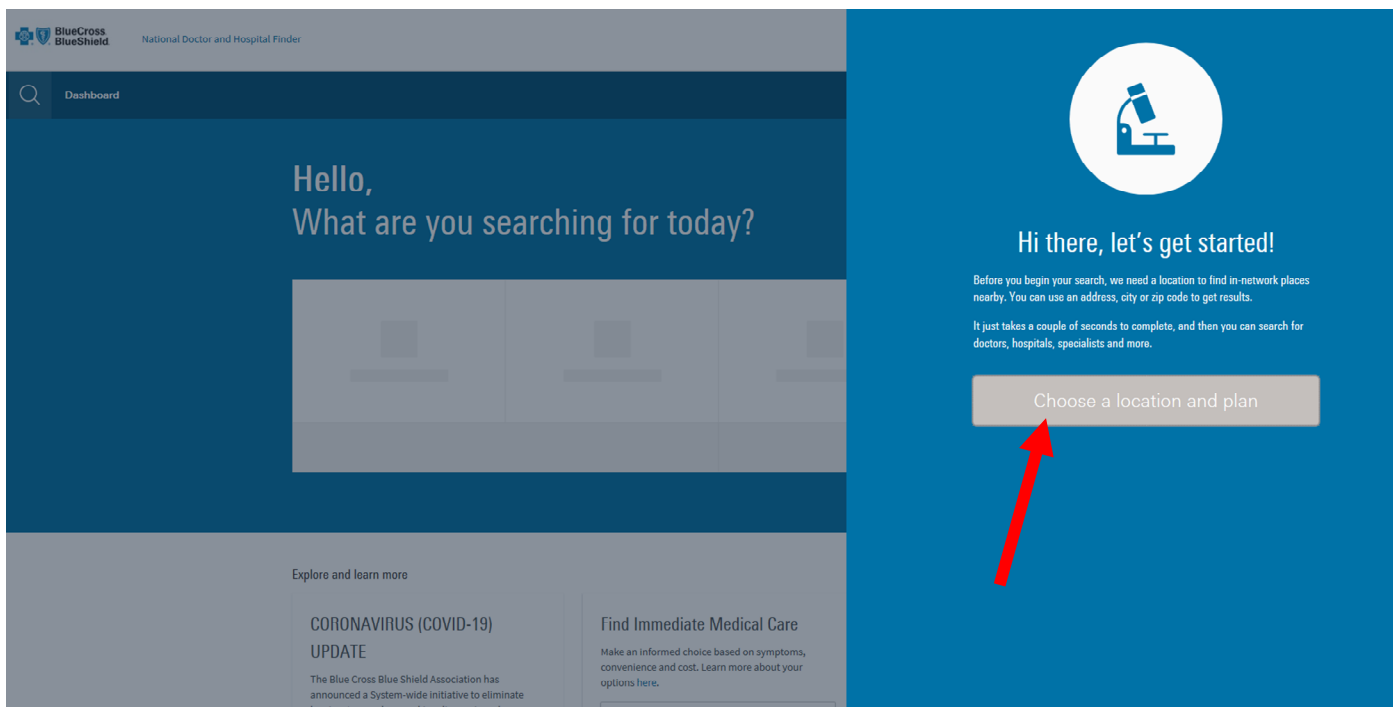 BlueCross
BlueShield
National Doctor and Hospital Finder
Dashboard
Hello,
What are you searching for today?
Explore and learn more
CORONAVIRUS (COVID-19)
UPDATE
The Blue Cross Blue Shield Association has
announced a System-wide initiative to eliminate
Find Immediate Medical Care
Make an informed choice based on symptoms,
convenience and cost. Learn more about your
options here.
Hi there, let's get started!
Before you begin your search, we need a location to find in-network places
nearby. You can use an address, city or zip code to get results.
It just takes a couple of seconds to complete, and then you can search for
doctors, hospitals, specialists and more.
Choose a location and plan